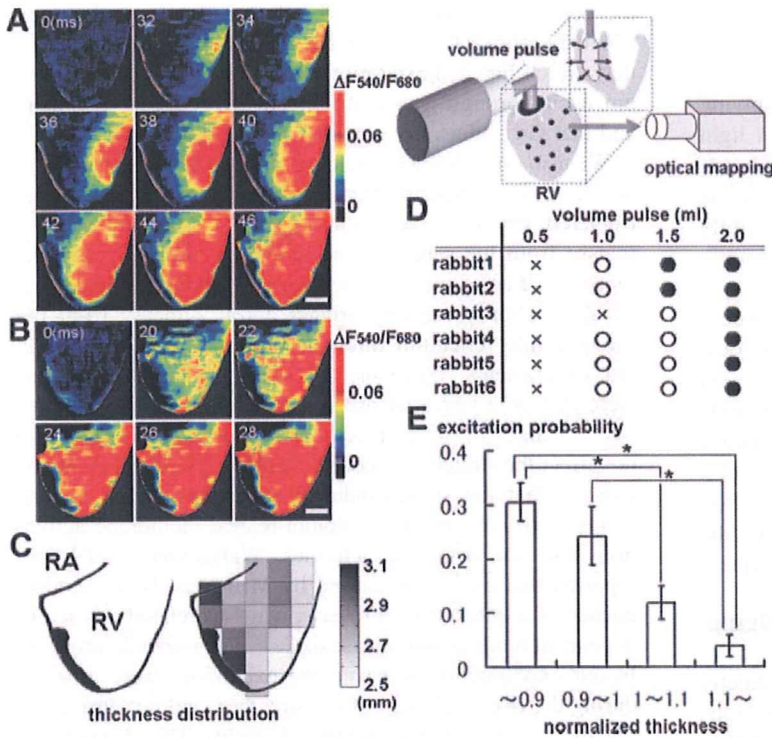 A
0(ms) 32 34
ΔF540/F680
36 38 40
0.06
0
42 44 46
B
0(ms) 20 22
ΔF540/F680
0.06
24 26 28
0
C
RA
RV
3.1
2.9
2.7
2.5
(mm)
thickness distribution
volume pulse
RV
optical mapping
D
volume pulse (ml)
0.5 1.0 1.5 2.0
rabbit1 × ○ ● ●
rabbit2 × ○ ● ●
rabbit3 × × ○ ●
rabbit4 × ○ ○ ●
rabbit5 × ○ ○ ●
rabbit6 × ○ ○ ●
E
excitation probability
0.4
0.3
0.2
0.1
0
*
*
*
~0.9 0.9~1 1~1.1 1.1~
normalized thickness